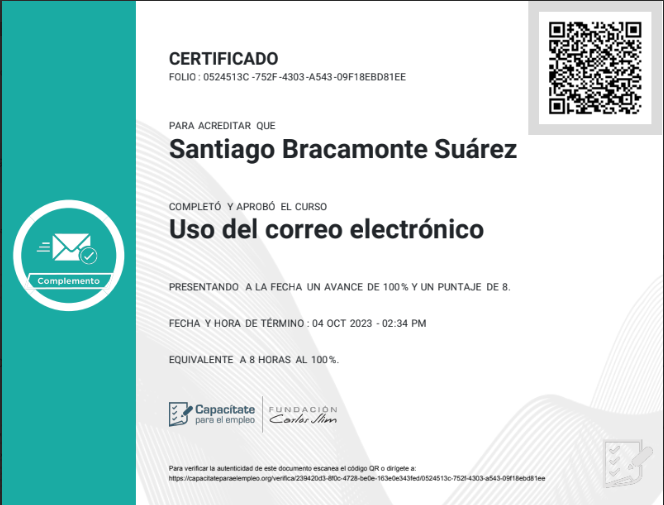 CERTIFICADO
FOLIO : 0524513C -752F-4303-A543-09F18EBD81EE
PARA ACREDITAR QUE
Santiago Bracamonte Suárez
COMPLETÓ Y APROBÓ EL CURSO
Uso del correo electrónico
Complemento
PRESENTANDO A LA FECHA UN AVANCE DE 100% Y UN PUNTAJE DE 8.
FECHA Y HORA DE TÉRMINO : 04 OCT 2023 - 02:34 PM
EQUIVALENTE A 8 HORAS AL 100%.
Capacítate para el empleo
FUNDACIÓN Carlos Slim
Para verificar la autenticidad de este documento escanea el código QR o dirígete a:
https://capacitateparaelempleo.org/verifica/239420d3-8f0c-4728-be0e-163e0e343fed/0524513c-752f-4303-a543-09f18ebd81ee